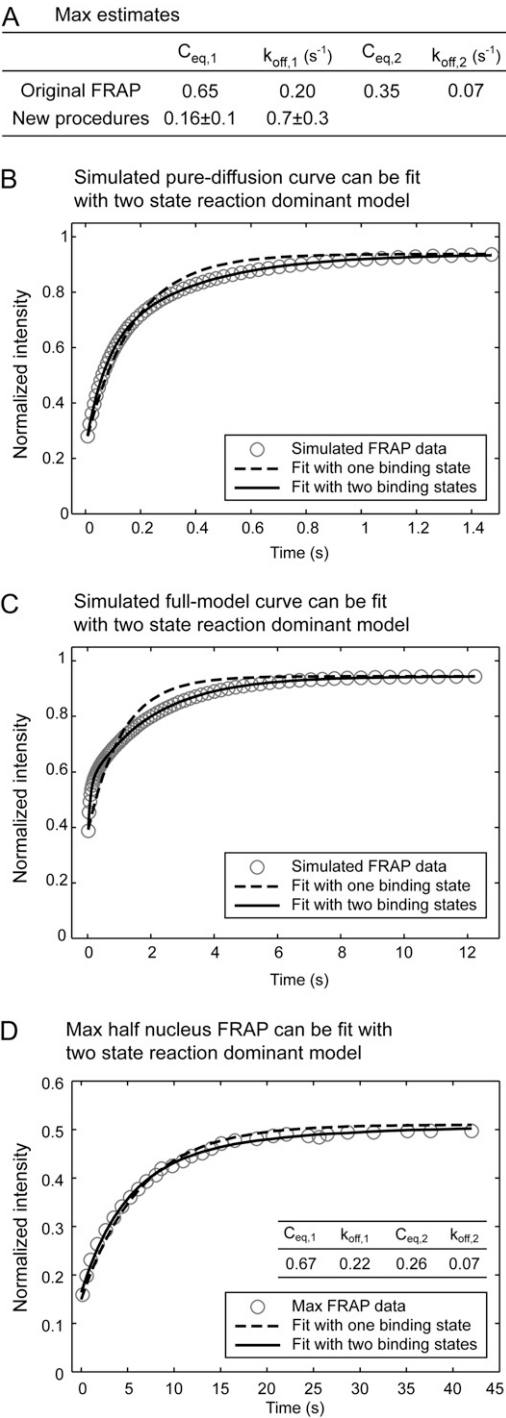 A Max estimates
C_eq,1 k_off,1 (s⁻¹) C_eq,2 k_off,2 (s⁻¹)
Original FRAP 0.65 0.20 0.35 0.07
New procedures 0.16±0.1 0.7±0.3
B Simulated pure-diffusion curve can be fit
with two state reaction dominant model
Normalized intensity
1
0.8
0.6
0.4
0.2
0
Simulated FRAP data
Fit with one binding state
Fit with two binding states
0 0.2 0.4 0.6 0.8 1 1.2 1.4
Time (s)
C Simulated full-model curve can be fit
with two state reaction dominant model
Normalized intensity
1
0.8
0.6
0.4
0.2
0
Simulated FRAP data
Fit with one binding state
Fit with two binding states
0 2 4 6 8 10 12
Time (s)
D Max half nucleus FRAP can be fit with
two state reaction dominant model
Normalized intensity
0.6
0.5
0.4
0.3
0.2
0.1
0
C_eq,1 k_off,1 C_eq,2 k_off,2
0.67 0.22 0.26 0.07
Max FRAP data
Fit with one binding state
Fit with two binding states
0 5 10 15 20 25 30 35 40 45
Time (s)